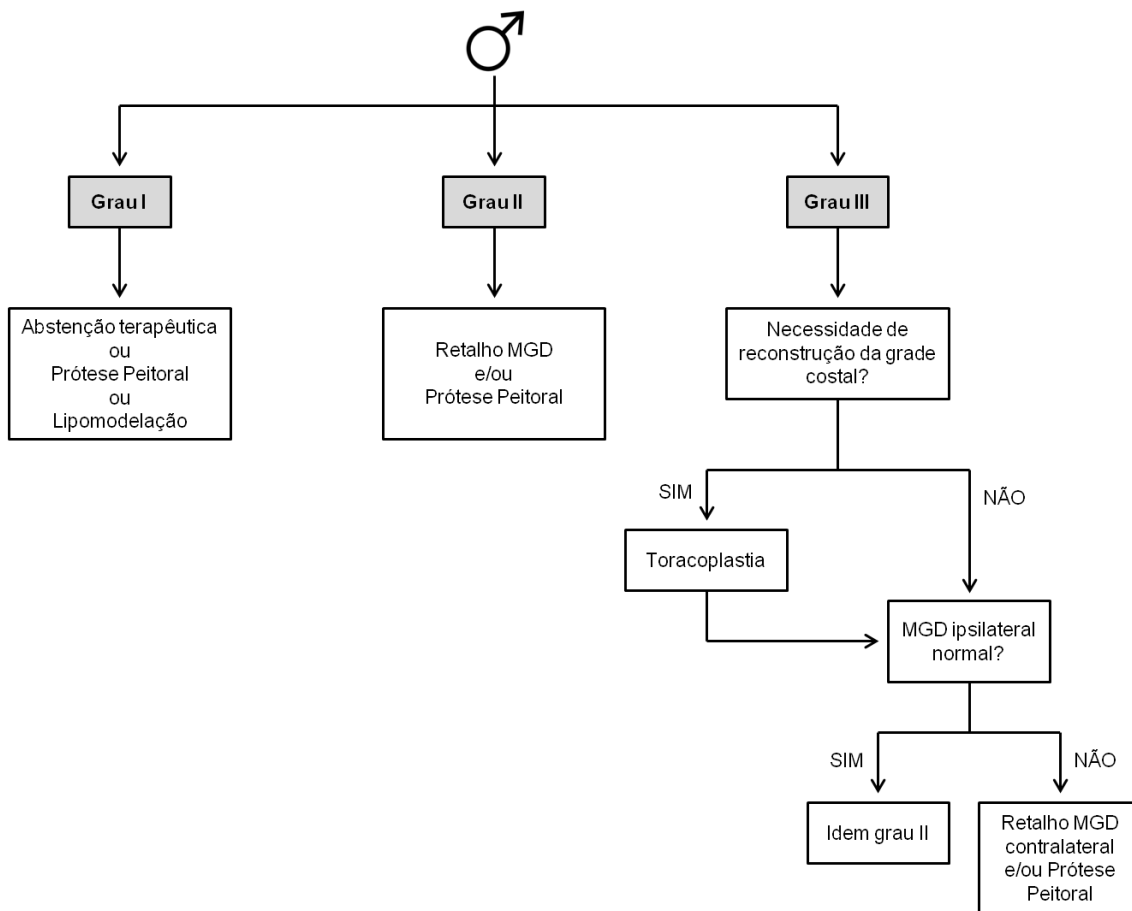 Grau I
Grau II
Grau III
Abstenção terapêutica
ou
Prótese Peitoral
ou
Lipomodelação
Retalho MGD
e/ou
Prótese Peitoral
Necessidade de
reconstrução da grade
costal?
SIM
NÃO
Toracoplastia
MGD ipsilateral
normal?
SIM
NÃO
Idem grau II
Retalho MGD
contralateral
e/ou Prótese
Peitoral